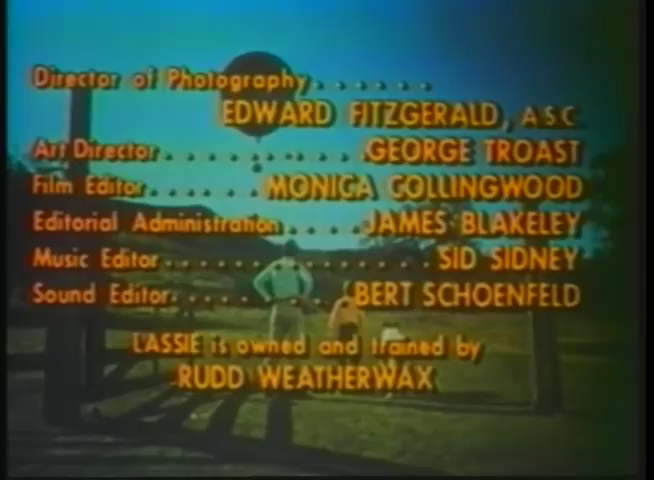 Director of Photography......
EDWARD FITZGERALD, A.S.C.
Art Director........... GEORGE TROAST
Film Editor....... MONICA COLLINGWOOD
Editorial Administration..... JAMES BLAKELEY
Music Editor................. SID SIDNEY
Sound Editor........... BERT SCHOENFELD
LASSIE is owned and trained by
RUDD WEATHERWAX